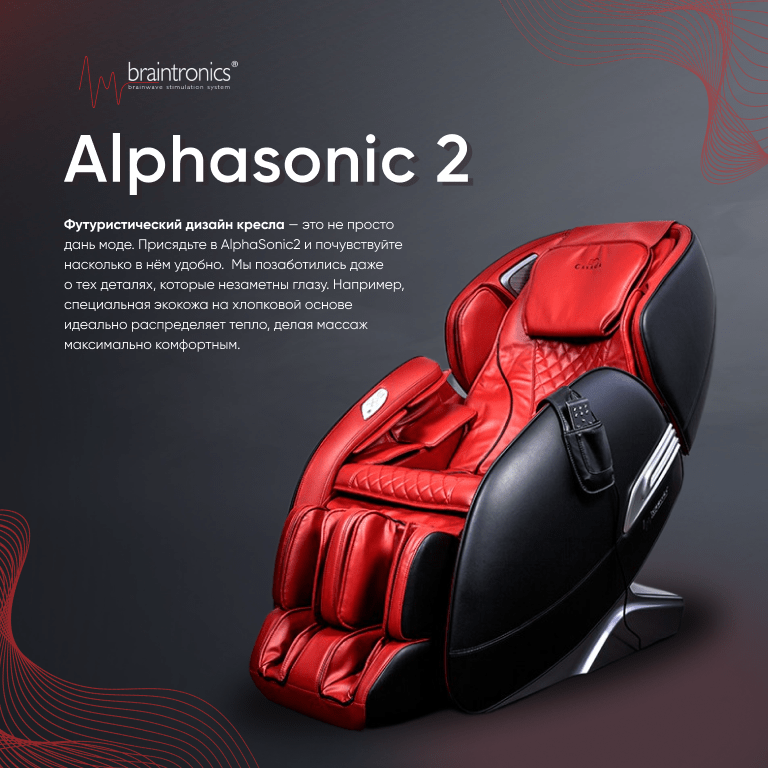 braintronics®
brainwave stimulation system
Alphasonic 2
Футуристический дизайн кресла — это не просто
дань моде. Присядьте в AlphaSonic2 и почувствуйте
насколько в нём удобно.  Мы позаботились даже
о тех деталях, которые незаметны глазу. Например,
специальная экокожа на хлопковой основе
идеально распределяет тепло, делая массаж
максимально комфортным.